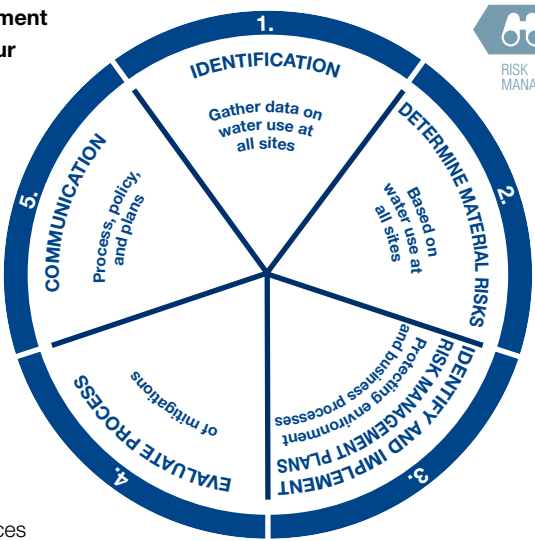 ment
ur
RISK
MANA
1.
IDENTIFICATION
Gather data on
water use at
all sites
2.
DETERMINE MATERIAL RISKS
Based on
water use at
all sites
3.
IDENTIFY AND IMPLEMENT
RISK MANAGEMENT PLANS
Protecting environment
and business processes
4.
EVALUATE PROCESS
of mitigations
5.
COMMUNICATION
Process, policy,
and plans
ces